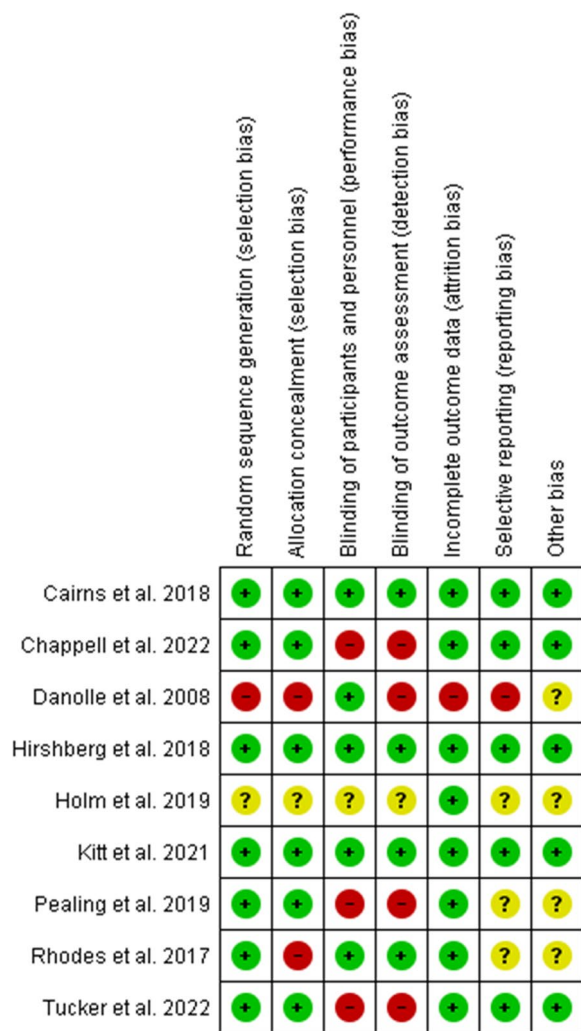 Random sequence generation (selection bias)
Allocation concealment (selection bias)
Blinding of participants and personnel (performance bias)
Blinding of outcome assessment (detection bias)
Incomplete outcome data (attrition bias)
Selective reporting (reporting bias)
Other bias
Cairns et al. 2018 + + + + + + +
Chappell et al. 2022 + + - - + + +
Danolle et al. 2008 - - + - - - ?
Hirshberg et al. 2018 + + + + + + +
Holm et al. 2019 ? ? ? ? + ? ?
Kitt et al. 2021 + + + + + + +
Pealing et al. 2019 + + - - + ? ?
Rhodes et al. 2017 + - + + + ? ?
Tucker et al. 2022 + + - - + + +